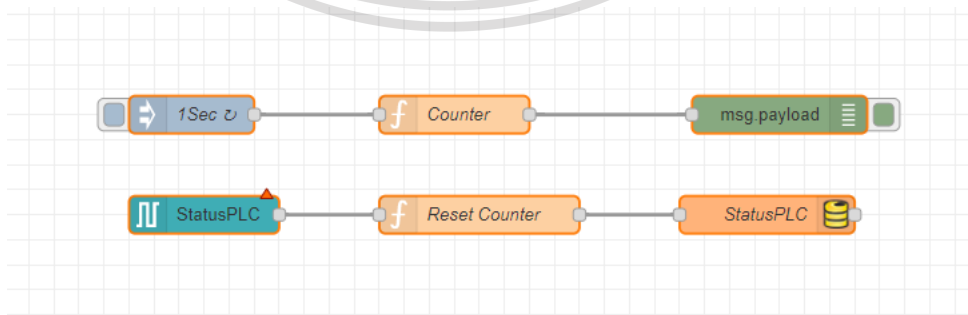 1Sec ↻
Counter
msg.payload
StatusPLC
Reset Counter
StatusPLC